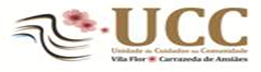 UCC
Unidade de Cuidados na Comunidade
Vila Flor Carrazeda de Ansiães